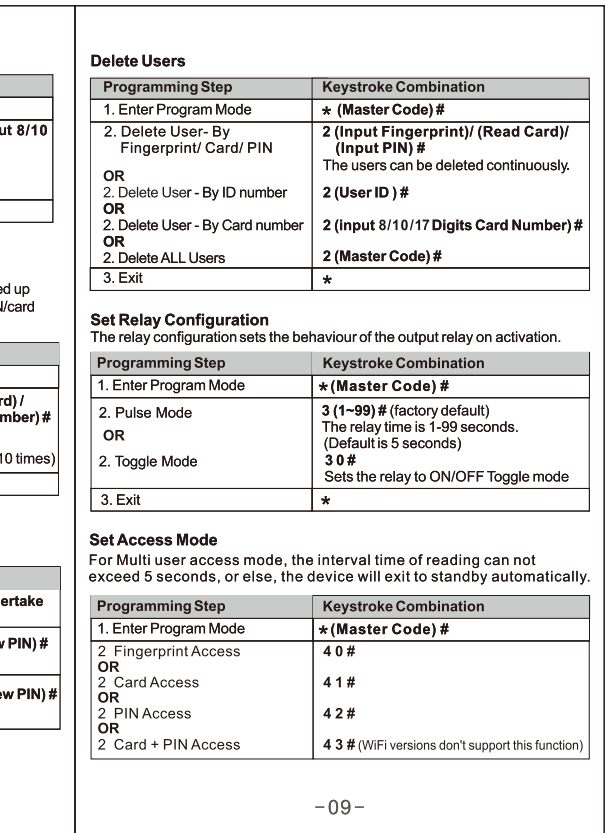 ut 8/10
ed up
N/card
rd) /
mber) #
10 times)
ertake
v PIN) #
ew PIN) #
Delete Users
Programming Step Keystroke Combination
1. Enter Program Mode * (Master Code) #
2. Delete User- By 2 (Input Fingerprint)/ (Read Card)/
Fingerprint/ Card/ PIN (Input PIN) #
The users can be deleted continuously.
OR
2. Delete User - By ID number 2 (User ID ) #
OR
2. Delete User - By Card number 2 (input 8/10/17 Digits Card Number) #
OR
2. Delete ALL Users 2 (Master Code) #
3. Exit *
Set Relay Configuration
The relay configuration sets the behaviour of the output relay on activation.
Programming Step Keystroke Combination
1. Enter Program Mode * (Master Code) #
2. Pulse Mode 3 (1~99) # (factory default)
The relay time is 1-99 seconds.
OR (Default is 5 seconds)
2. Toggle Mode 3 0 #
Sets the relay to ON/OFF Toggle mode
3. Exit *
Set Access Mode
For Multi user access mode, the interval time of reading can not
exceed 5 seconds, or else, the device will exit to standby automatically.
Programming Step Keystroke Combination
1. Enter Program Mode * (Master Code) #
2 Fingerprint Access 4 0 #
OR
2 Card Access 4 1 #
OR
2 PIN Access 4 2 #
OR
2 Card + PIN Access 4 3 # (WiFi versions don't support this function)
-09-